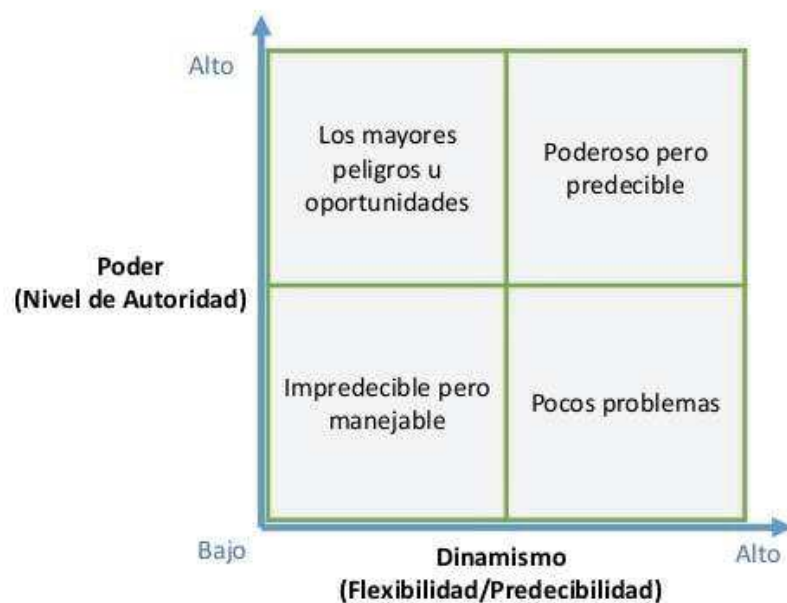 Alto
Los mayores
peligros u
oportunidades
Poderoso pero
predecible
Poder
(Nivel de Autoridad)
Impredecible pero
manejable
Pocos problemas
Bajo
Dinamismo
(Flexibilidad/Predecibilidad)
Alto